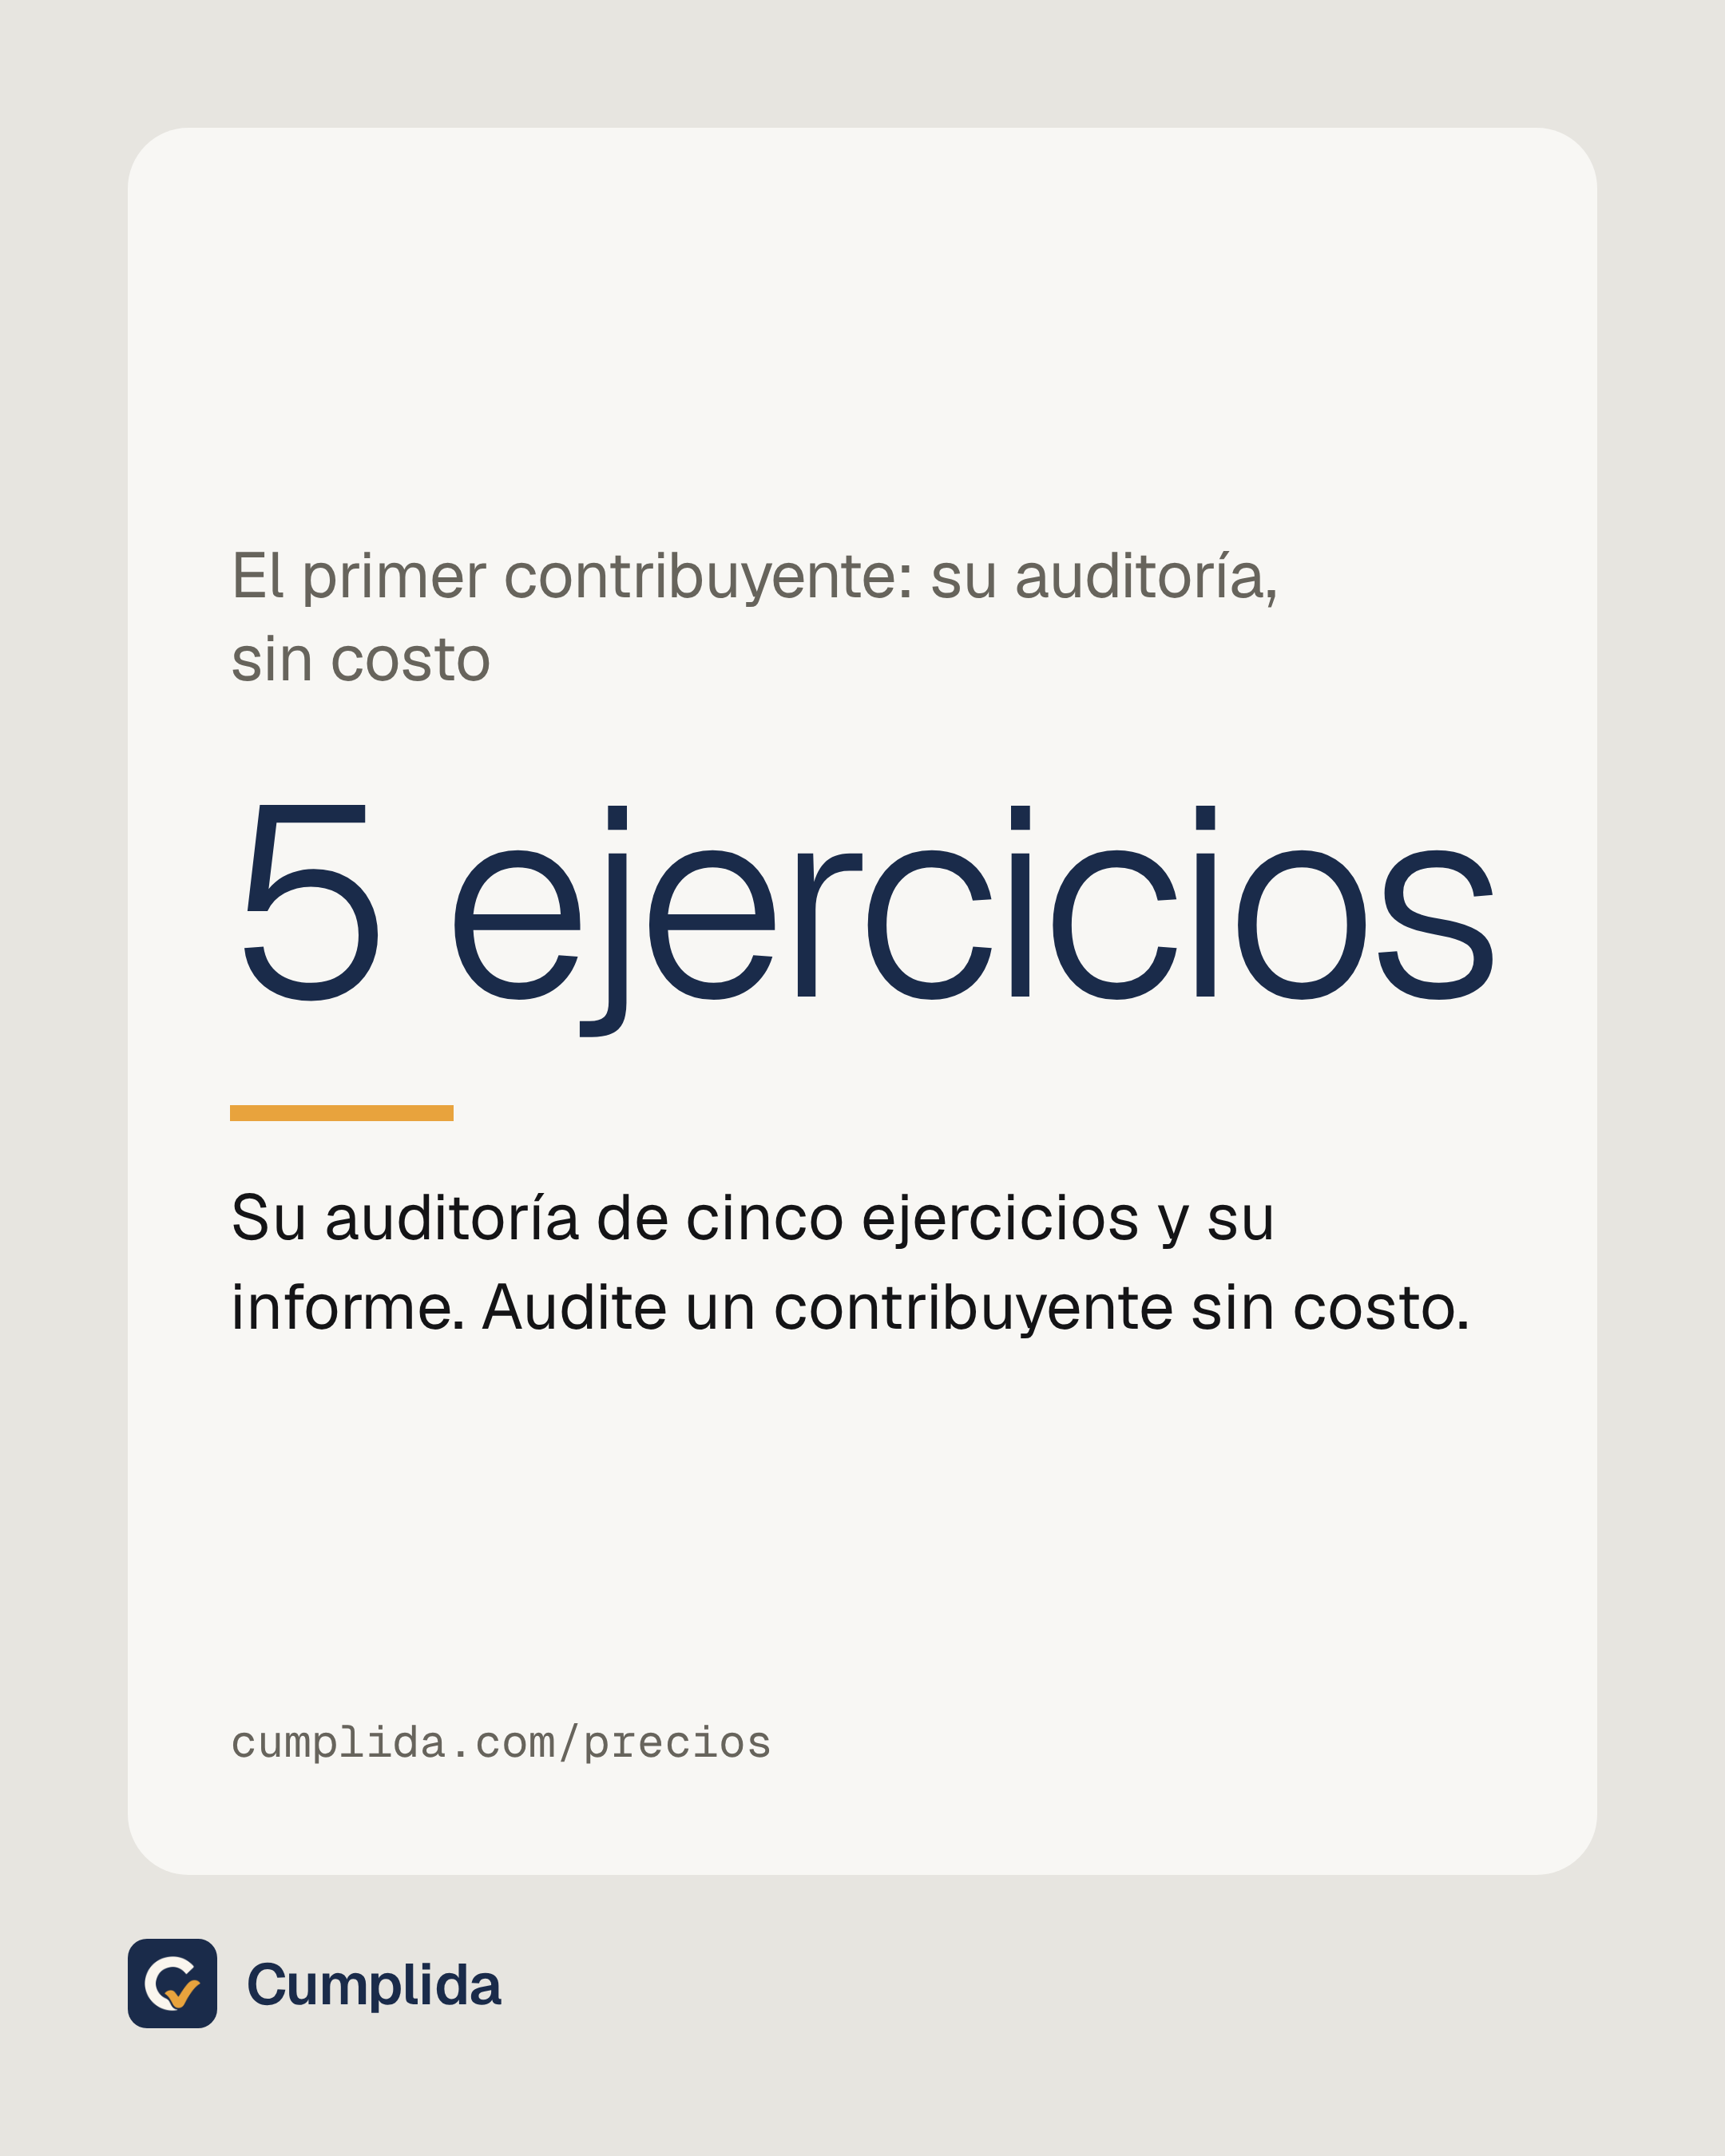 El primer contribuyente: su auditoría,
sin costo
5 ejercicios
Su auditoría de cinco ejercicios y su
informe. Audite un contribuyente sin costo.
cumplida.com/precios
Cumplida